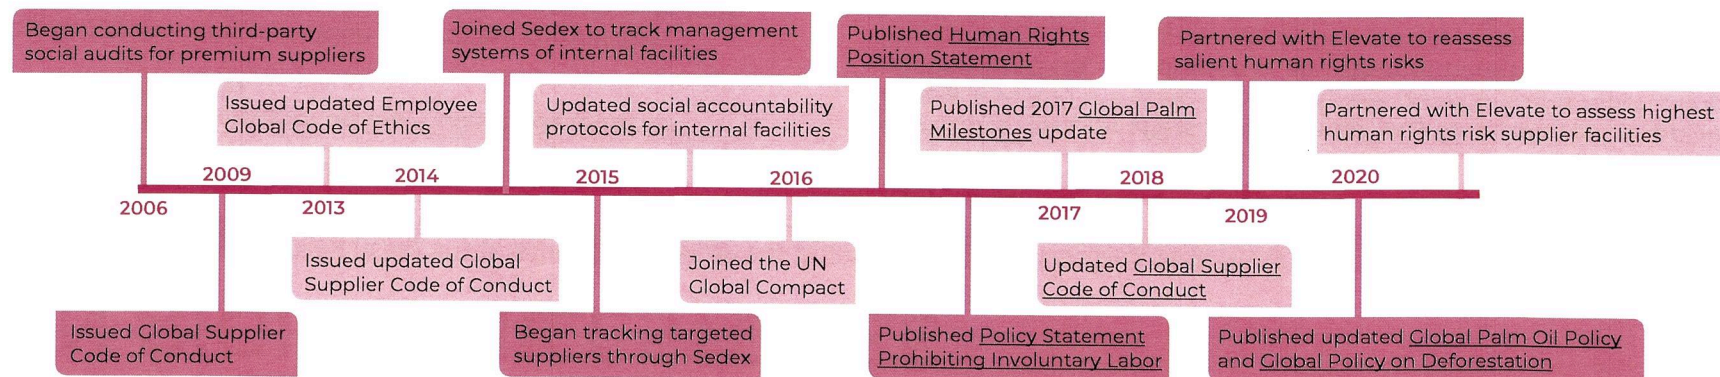 Began conducting third-party
social audits for premium suppliers
Joined Sedex to track management
systems of internal facilities
Published Human Rights
Position Statement
Partnered with Elevate to reassess
salient human rights risks
Issued updated Employee
Global Code of Ethics
Updated social accountability
protocols for internal facilities
Published 2017 Global Palm
Milestones update
Partnered with Elevate to assess highest
human rights risk supplier facilities
2009
2014
2015
2016
2018
2020
2006
2013
2017
2019
Issued updated Global
Supplier Code of Conduct
Joined the UN
Global Compact
Updated Global Supplier
Code of Conduct
Issued Global Supplier
Code of Conduct
Began tracking targeted
suppliers through Sedex
Published Policy Statement
Prohibiting Involuntary Labor
Published updated Global Palm Oil Policy
and Global Policy on Deforestation